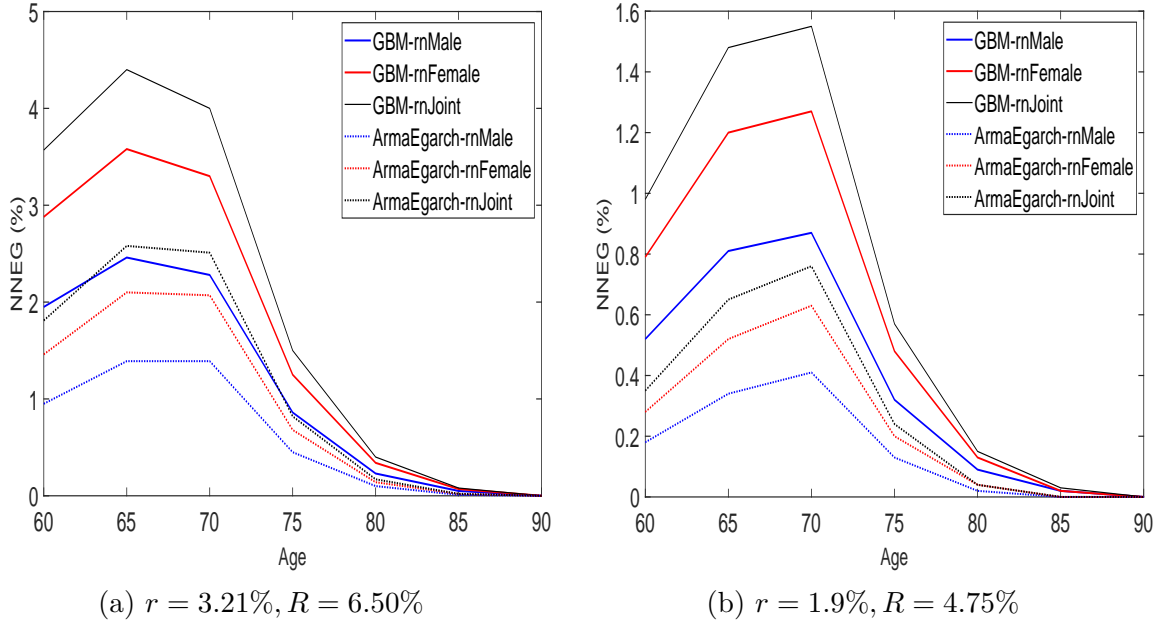 5
4
3
2
1
0
NNEG (%)
GBM-rnMale
GBM-rnFemale
GBM-rnJoint
ArmaEgarch-rnMale
ArmaEgarch-rnFemale
ArmaEgarch-rnJoint
60 65 70 75 80 85 90
Age
(a) r = 3.21%, R = 6.50%
1.6
1.4
1.2
1
0.8
0.6
0.4
0.2
0
NNEG (%)
GBM-rnMale
GBM-rnFemale
GBM-rnJoint
ArmaEgarch-rnMale
ArmaEgarch-rnFemale
ArmaEgarch-rnJoint
60 65 70 75 80 85 90
Age
(b) r = 1.9%, R = 4.75%